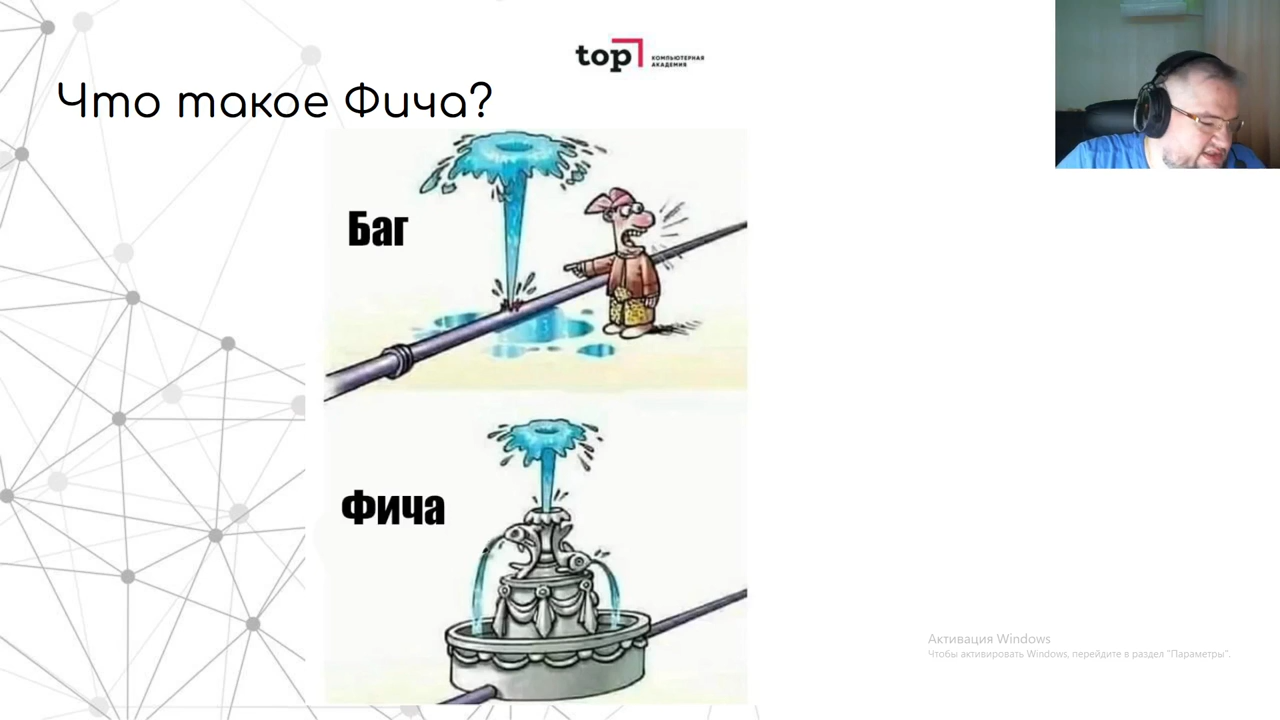 top КОМПЬЮТЕРНАЯ
АКАДЕМИЯ
Что такое Фича?
Баг
Фича
Активация Windows
Чтобы активировать Windows, перейдите в раздел "Параметры".